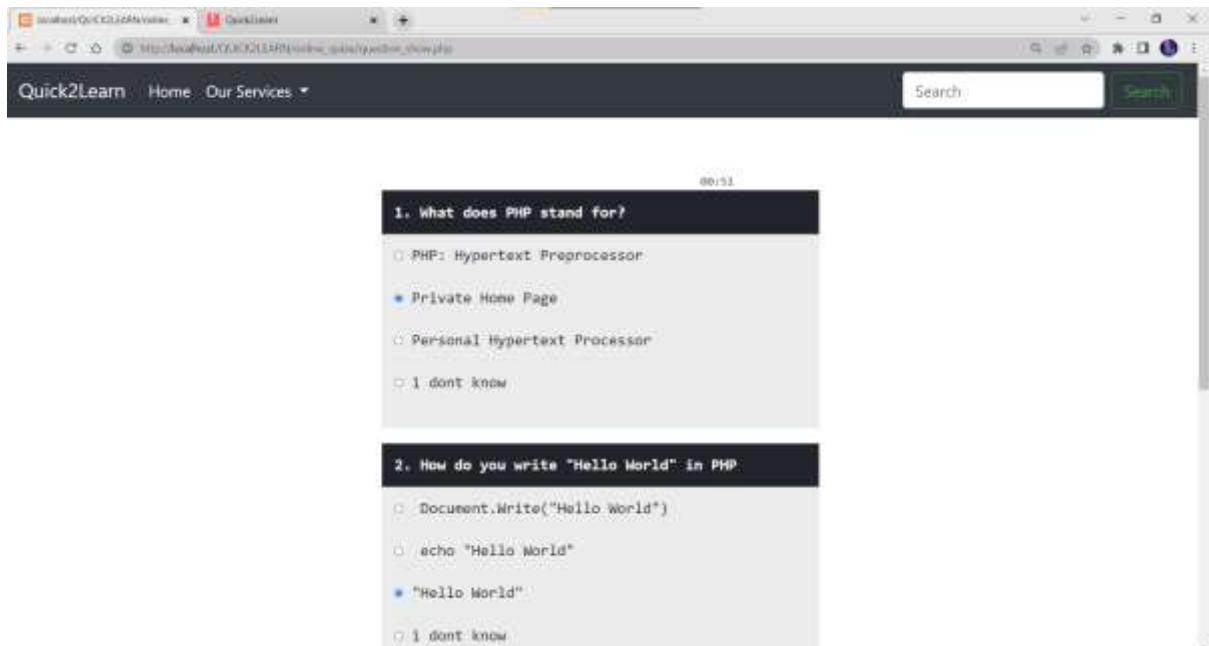 QuickLearn
Quick2Learn Home Our Services Search Search
00:51
1. What does PHP stand for?
PHP: Hypertext Preprocessor
Private Home Page
Personal Hypertext Processor
i dont know
2. How do you write "Hello World" in PHP
Document.Write("Hello World")
echo "Hello World"
"Hello World"
i dont know